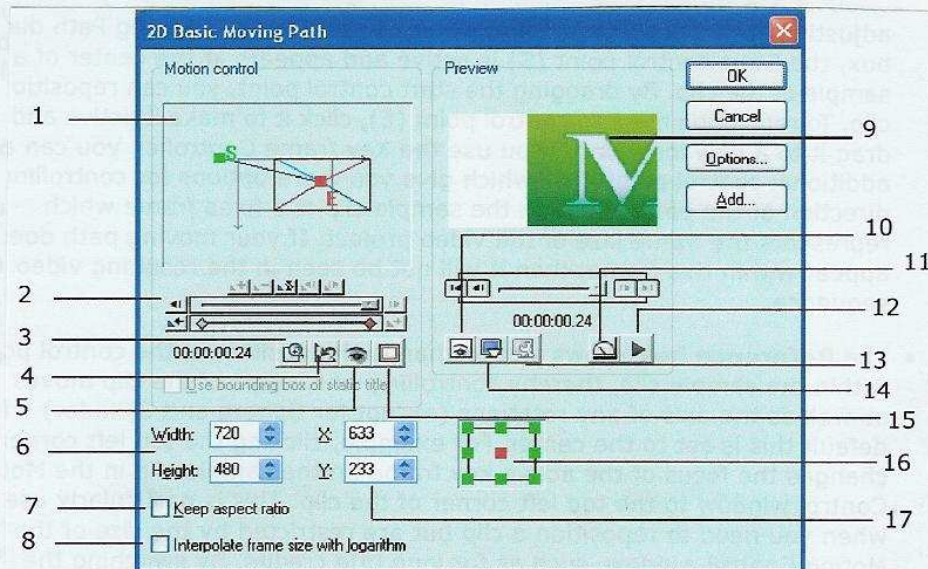 2D Basic Moving Path
Motion control
Preview
OK
Cancel
Options...
Add...
S
E
M
00:00:00.24
00:00:00.24
Use bounding box of static title
Width: 720 X: 633
Height: 480 Y: 233
Keep aspect ratio
Interpolate frame size with logarithm
1
2
3
4
5
6
7
8
9
10
11
12
13
14
15
16
17